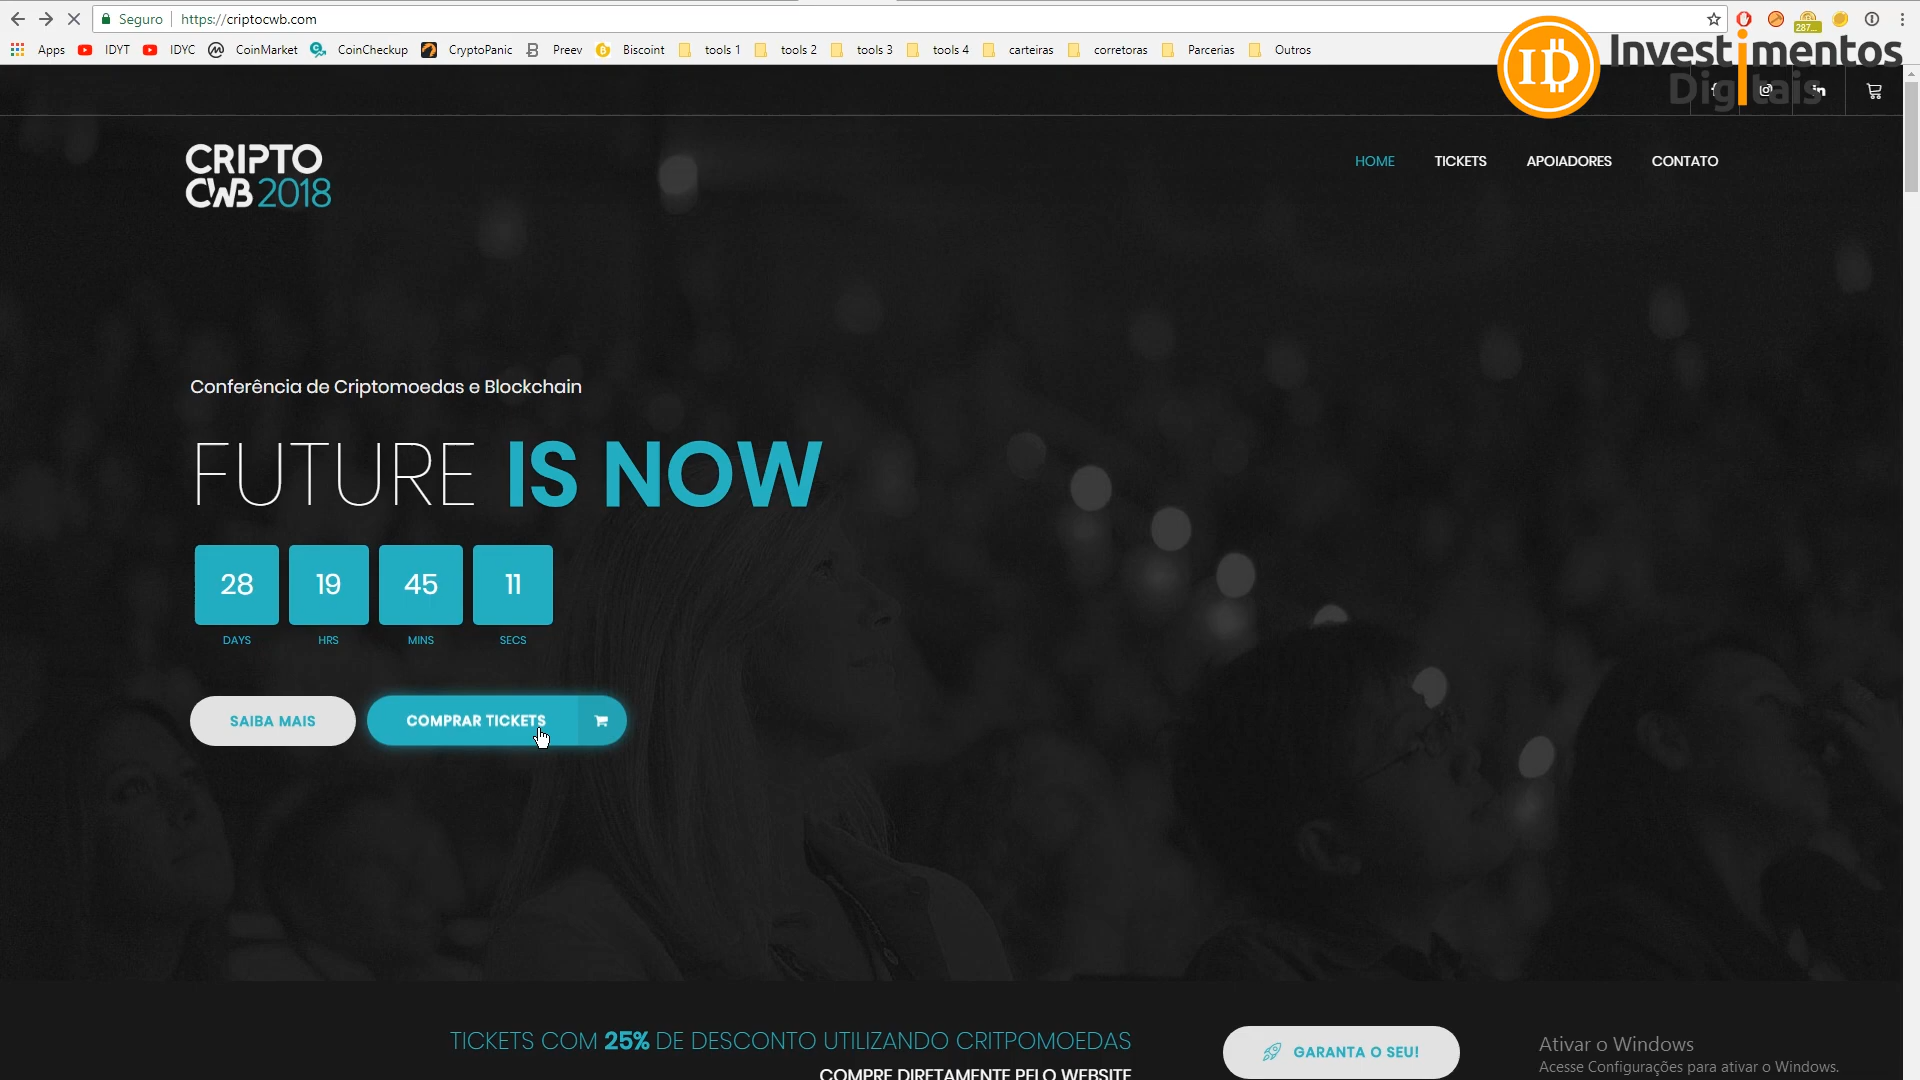 Seguro https://criptocwb.com
287...
Apps IDYT IDYC CoinMarket CoinCheckup CryptoPanic Preev Biscoint tools 1 tools 2 tools 3 tools 4 carteiras corretoras Parcerias Outros
ID Investimentos
Digitais
CRIPTO
CWB 2018
HOME TICKETS APOIADORES CONTATO
Conferência de Criptomoedas e Blockchain
FUTURE IS NOW
28 19 45 11
DAYS HRS MINS SECS
SAIBA MAIS COMPRAR TICKETS
TICKETS COM 25% DE DESCONTO UTILIZANDO CRITPOMOEDAS
GARANTA O SEU!
COMPRE DIRETAMENTE PELO WEBSITE
Ativar o Windows
Acesse Configurações para ativar o Windows.